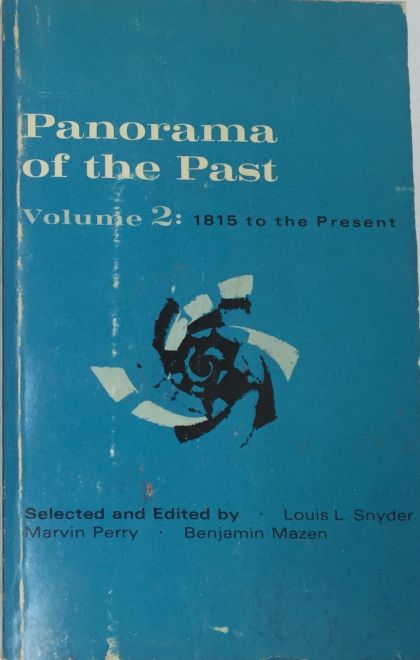 Panorama
of the Past
Volume 2: 1815 to the Present
Selected and Edited by · Louis L. Snyder
Marvin Perry · Benjamin Mazen